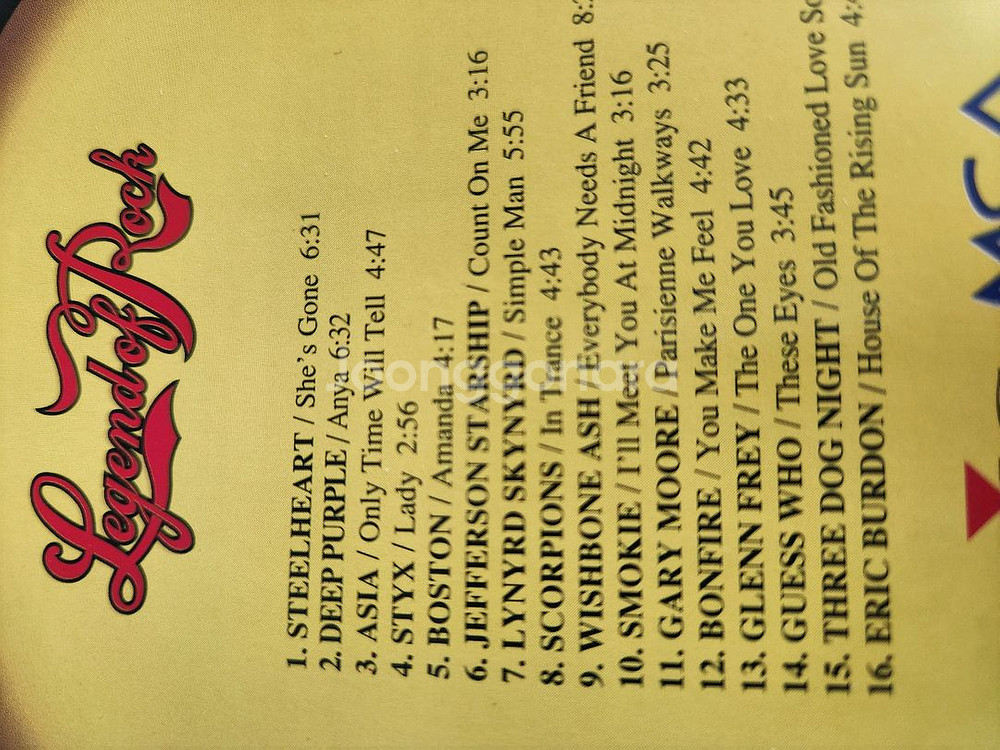 Legend of Rock
1. STEELHEART / She's Gone 6:31
2. DEEP PURPLE / Anya 6:32
3. ASIA / Only Time Will Tell 4:47
4. STYX / Lady 2:56
5. BOSTON / Amanda 4:17
6. JEFFERSON STARSHIP / Count On Me 3:16
7. LYNYRD SKYNYRD / Simple Man 5:55
8. SCORPIONS / In Trance 4:43
9. WISHBONE ASH / Everybody Needs A Friend 8:
10. SMOKIE / I'll Meet You At Midnight 3:16
11. GARY MOORE / Parisienne Walkways 3:25
12. BONFIRE / You Make Me Feel 4:42
13. GLENN FREY / The One You Love 4:33
14. GUESS WHO / These Eyes 3:45
15. THREE DOG NIGHT / Old Fashioned Love So
16. ERIC BURDON / House Of The Rising Sun 4:
joonggonara